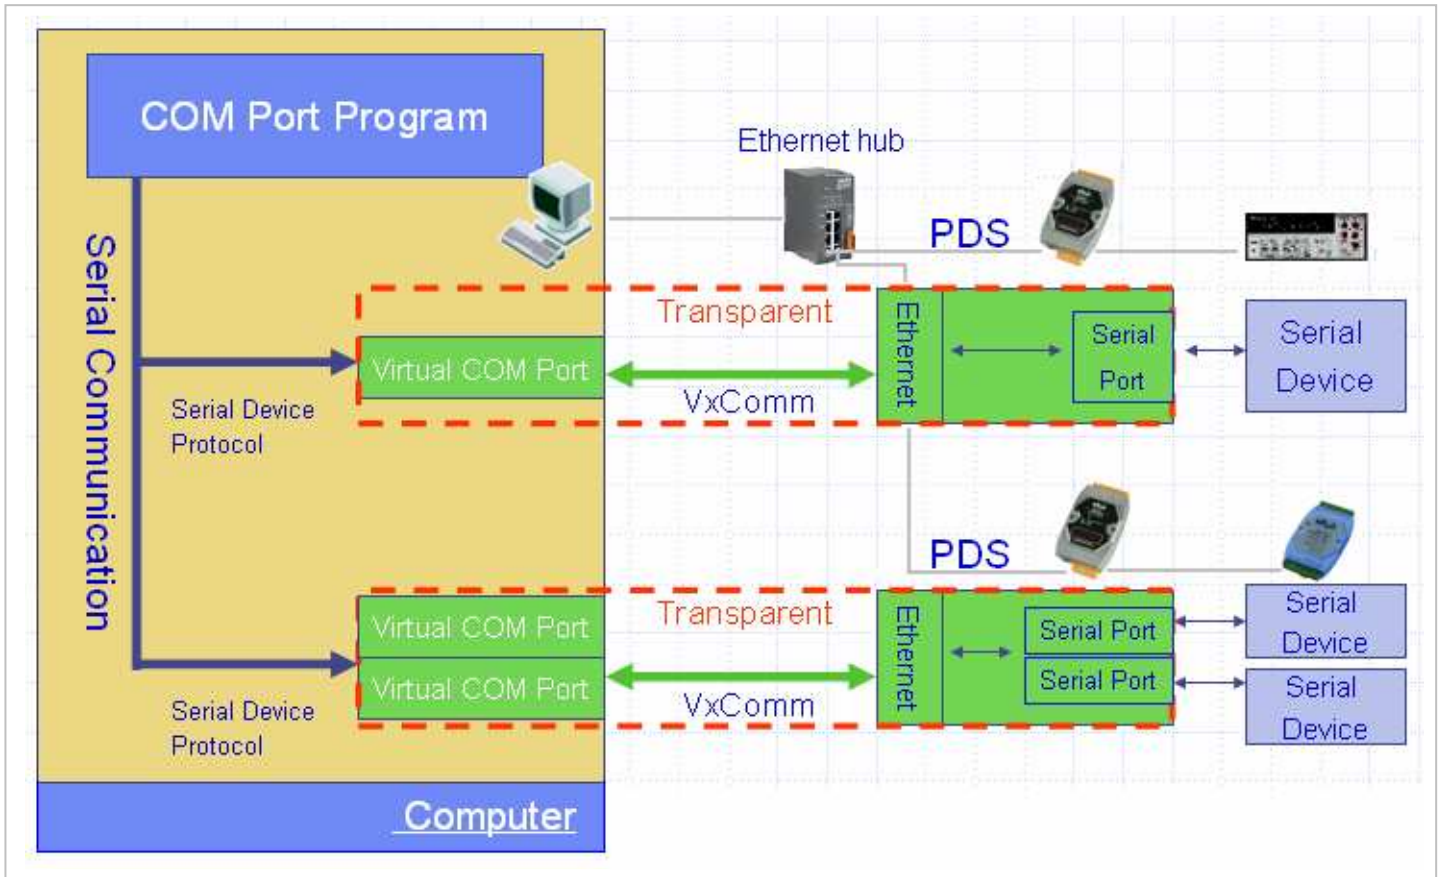 COM Port Program
Ethernet hub
PDS
Serial Communication
Transparent
Ethernet
Serial
Port
Serial
Device
Virtual COM Port
VxComm
Serial Device
Protocol
PDS
Transparent
Ethernet
Serial Port
Serial Port
Serial
Device
Serial
Device
Virtual COM Port
Virtual COM Port
VxComm
Serial Device
Protocol
Computer